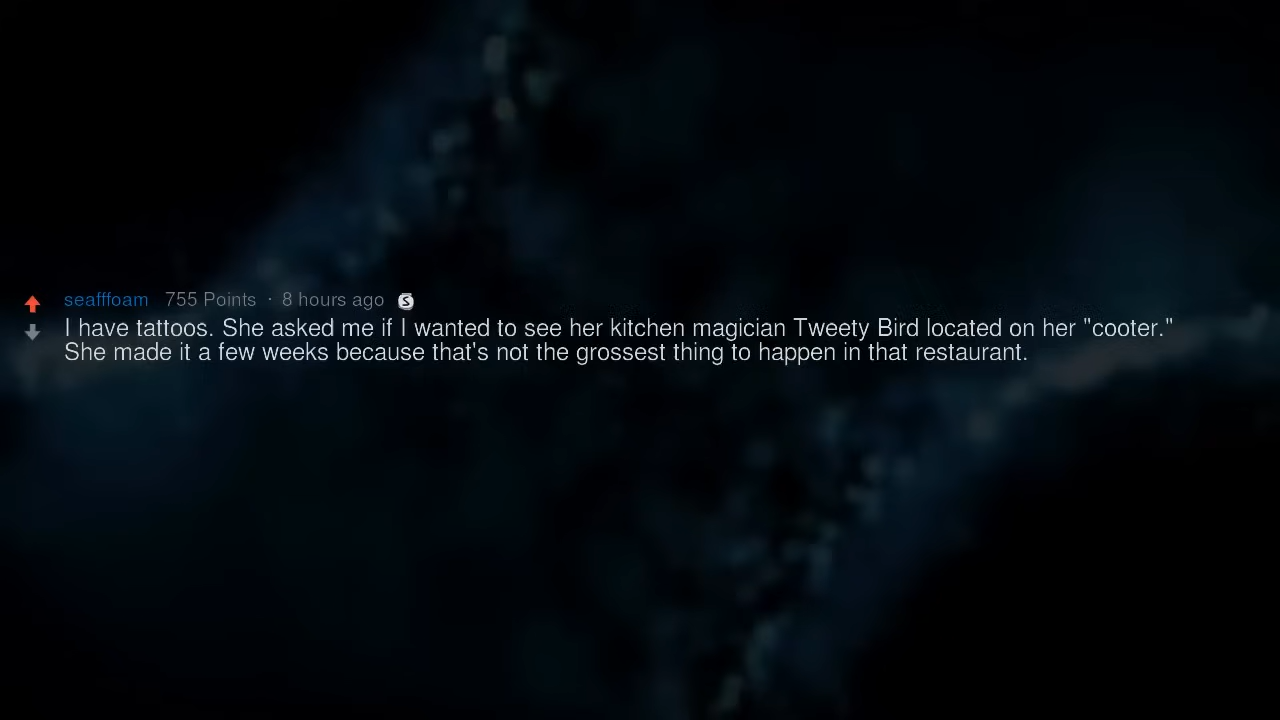 seafffoam 755 Points · 8 hours ago S
I have tattoos. She asked me if I wanted to see her kitchen magician Tweety Bird located on her "cooter."
She made it a few weeks because that's not the grossest thing to happen in that restaurant.